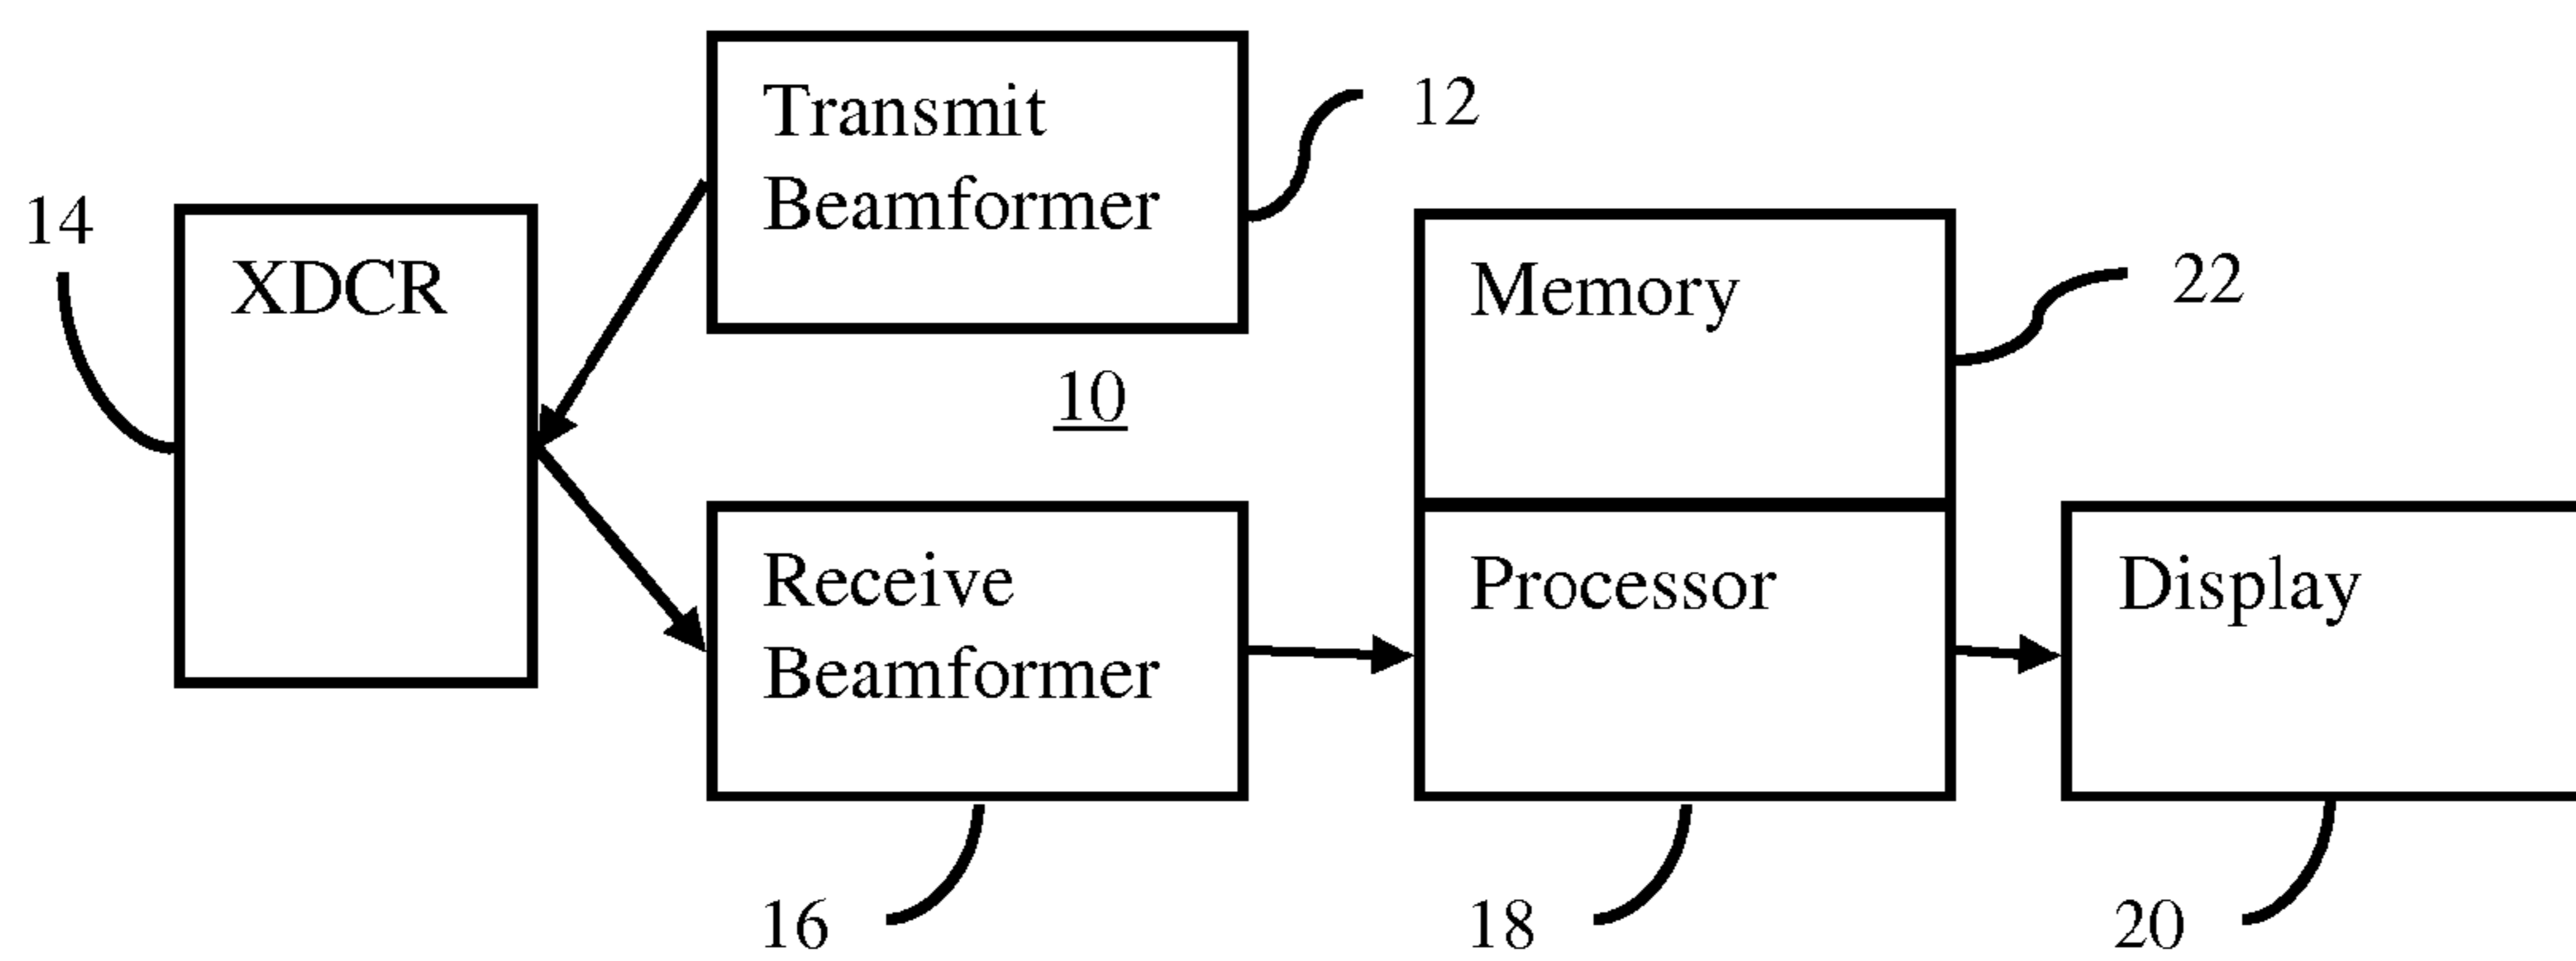 Transmit
Beamformer
12
14
XDCR
Memory
22
10
Receive
Beamformer
Processor
Display
16
18
20